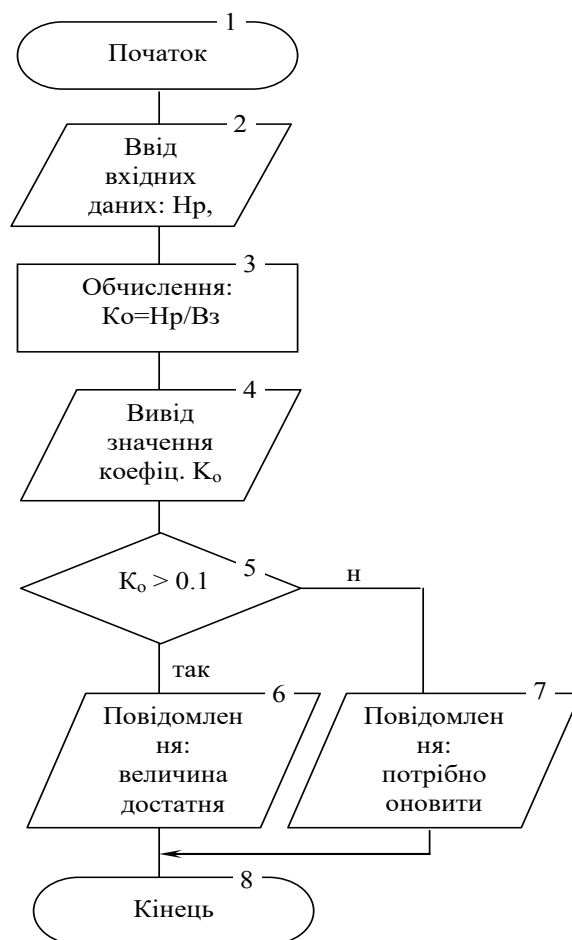 1
Початок
2
Ввід
вхідних
даних: Нр,
3
Обчислення:
Ко=Нр/Вз
4
Вивід
значення
коефіц. Ко
5
Ко > 0.1
н
так
6
Повідомлен
ня:
величина
достатня
7
Повідомлен
ня:
потрібно
оновити
8
Кінець